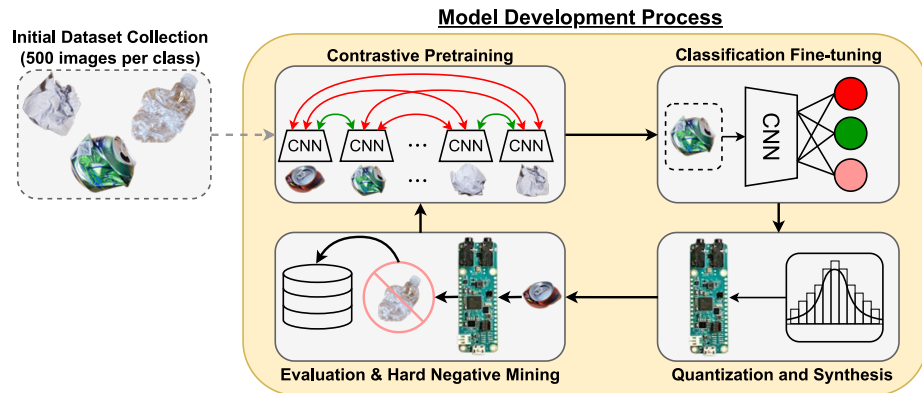 Model Development Process
Initial Dataset Collection
(500 images per class)
Contrastive Pretraining
Classification Fine-tuning
CNN
CNN
...
CNN
CNN
...
CNN
Evaluation & Hard Negative Mining
Quantization and Synthesis